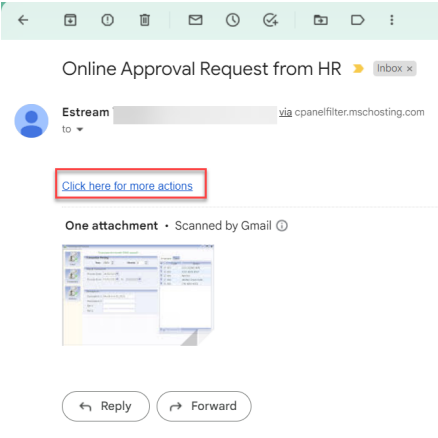 Online Approval Request from HR
Inbox ×
Estream
via cpanelfilter.mschosting.com
to
Click here for more actions
One attachment • Scanned by Gmail
Reply
Forward